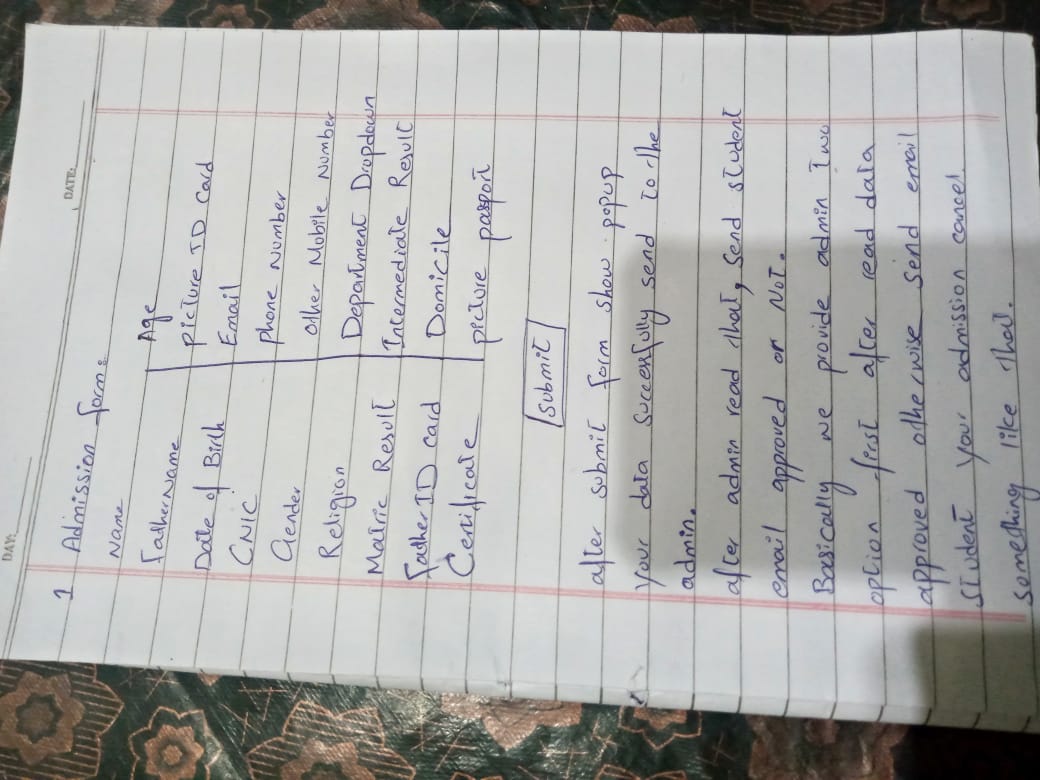 DAY: DATE:
1 Admission form:
Name Age
FatherName Picture ID Card
Date of Birth Email
CNIC Phone Number
Gender Other Mobile Number
Religion Department Dropdown
Matric Result Intermediate Result
Father ID card Domicile
Certificate picture passport
Submit
after submit form show popup
your data successfully send to the
admin.
after admin read that, send student
email approved or Not.
Basically we provide admin two
option first after read data
approved otherwise send email
student your admission cancel
something like that.